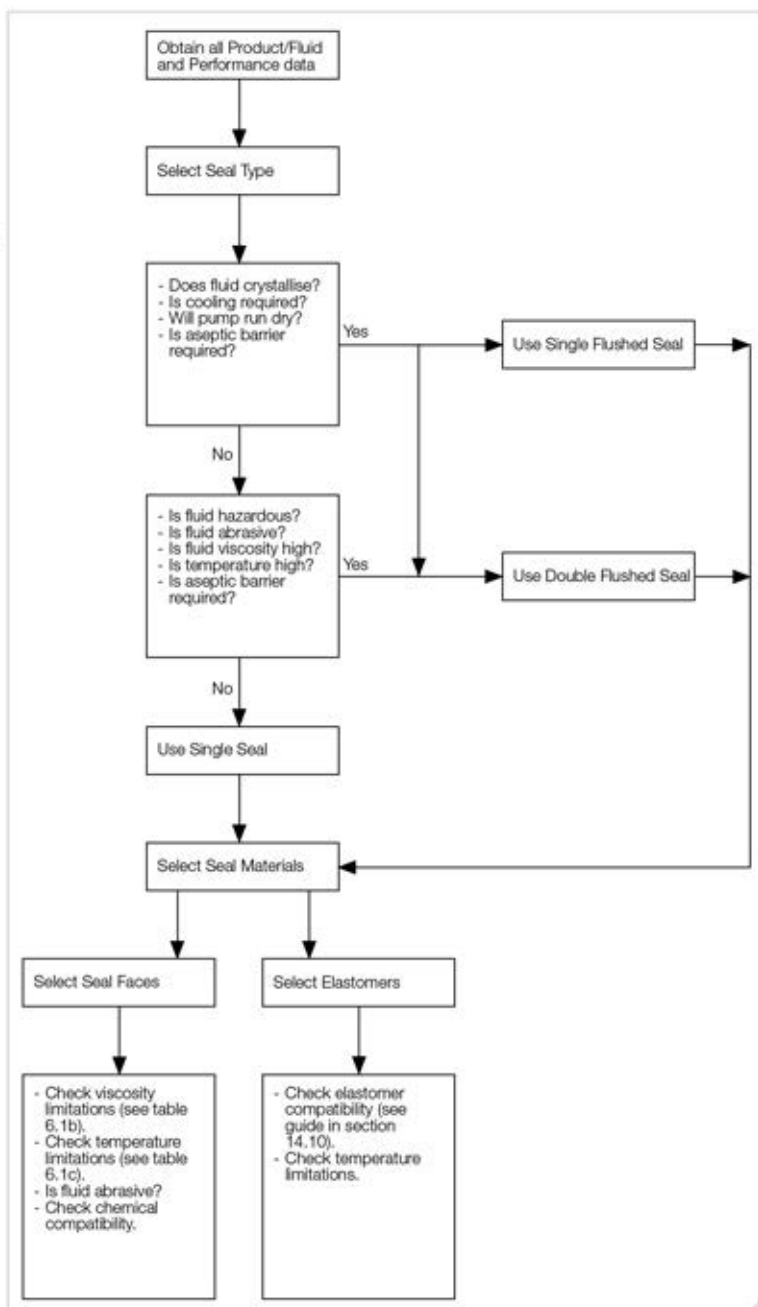 Obtain all Product/Fluid
and Performance data
Select Seal Type
- Does fluid crystallise?
- Is cooling required?
- Will pump run dry?
- Is aseptic barrier
required?
Yes
Use Single Flushed Seal
No
- Is fluid hazardous?
- Is fluid abrasive?
- Is fluid viscosity high?
- Is temperature high?
- Is aseptic barrier
required?
Yes
Use Double Flushed Seal
No
Use Single Seal
Select Seal Materials
Select Seal Faces
Select Elastomers
- Check viscosity
limitations (see table
6.1b).
- Check temperature
limitations (see table
6.1c).
- Is fluid abrasive?
- Check chemical
compatibility.
- Check elastomer
compatibility (see
guide in section
14.10).
- Check temperature
limitations.